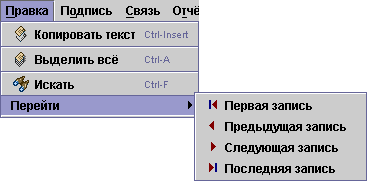 Правка Подпись Связь Отчё
Копировать текст Ctrl-Insert
Выделить всё Ctrl-A
Искать Ctrl-F
Перейти
Первая запись
Предыдущая запись
Следующая запись
Последняя запись